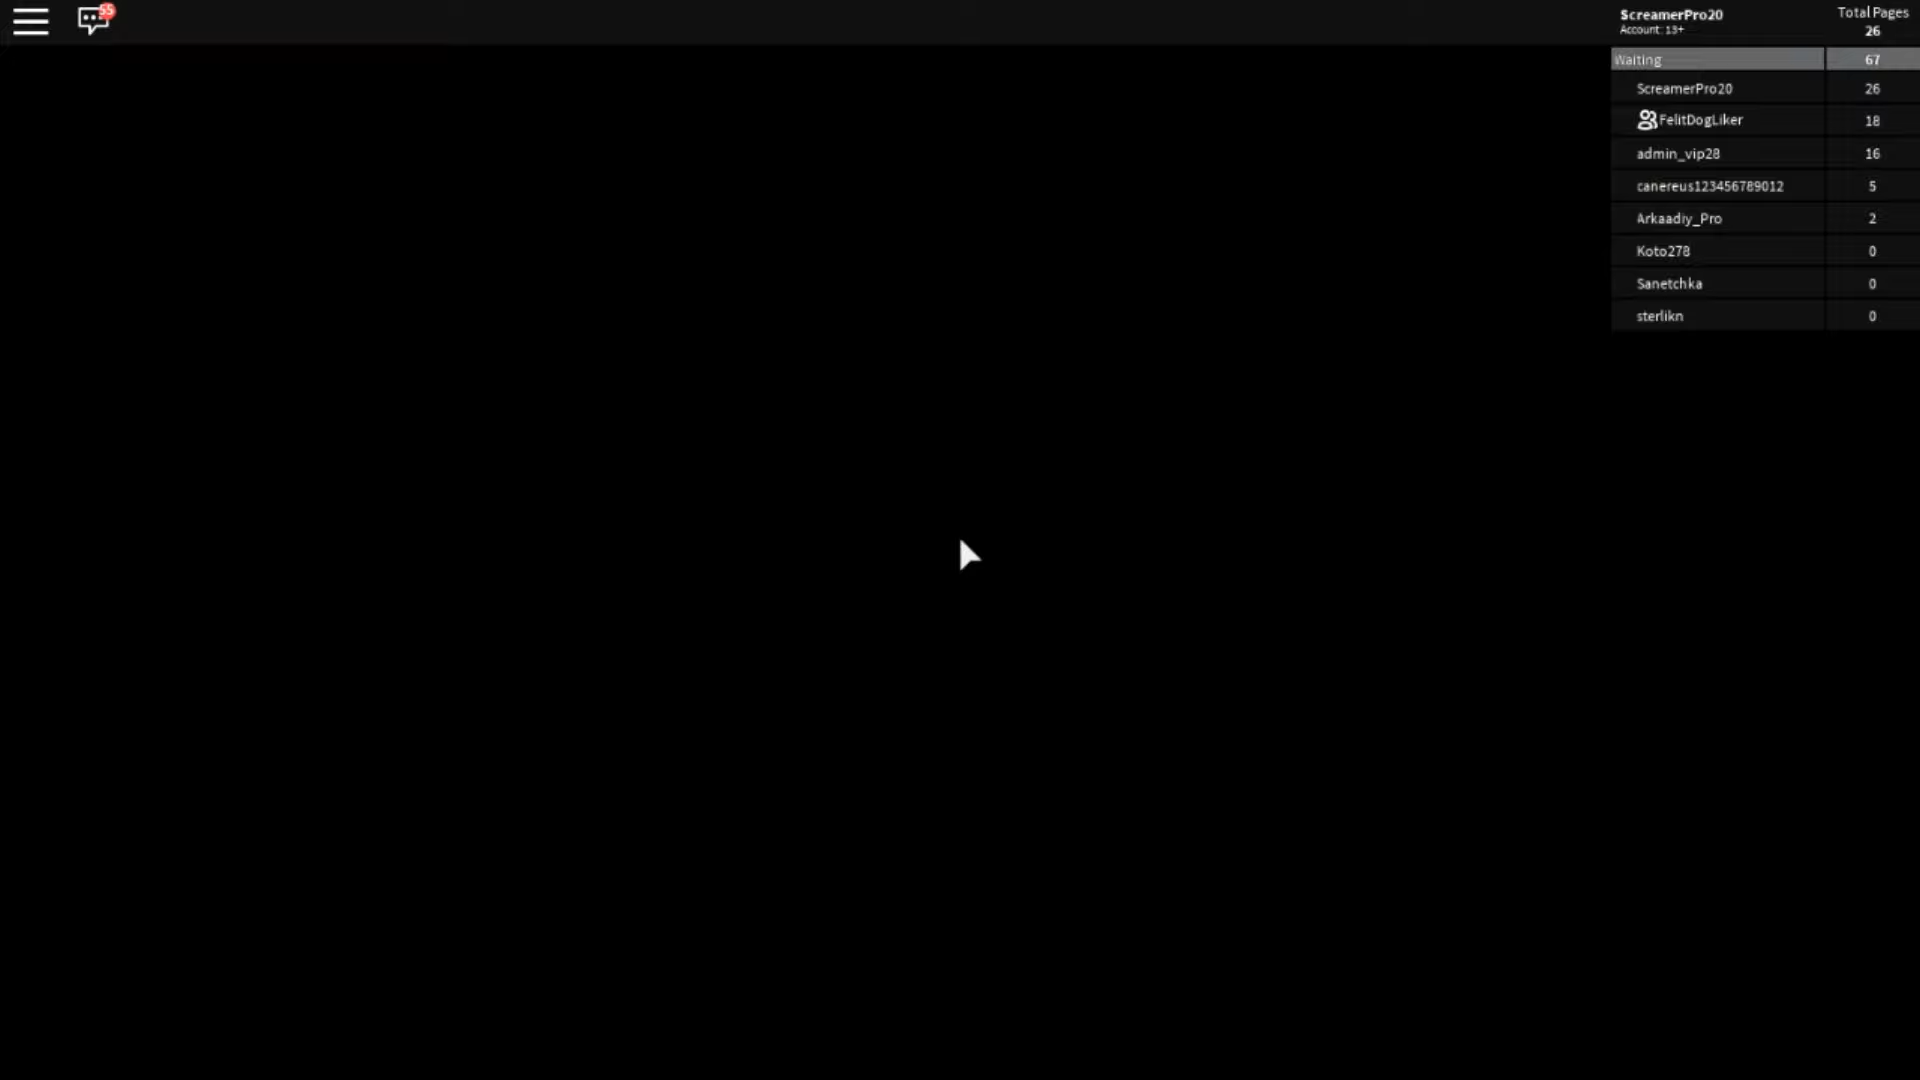 55
ScreamerPro20
Account: 13+
Total Pages
26
Waiting 67
ScreamerPro20 26
FelitDogLiker 18
admin_vip28 16
canereus123456789012 5
Arkaadiy_Pro 2
Koto278 0
Sanetchka 0
sterlikn 0